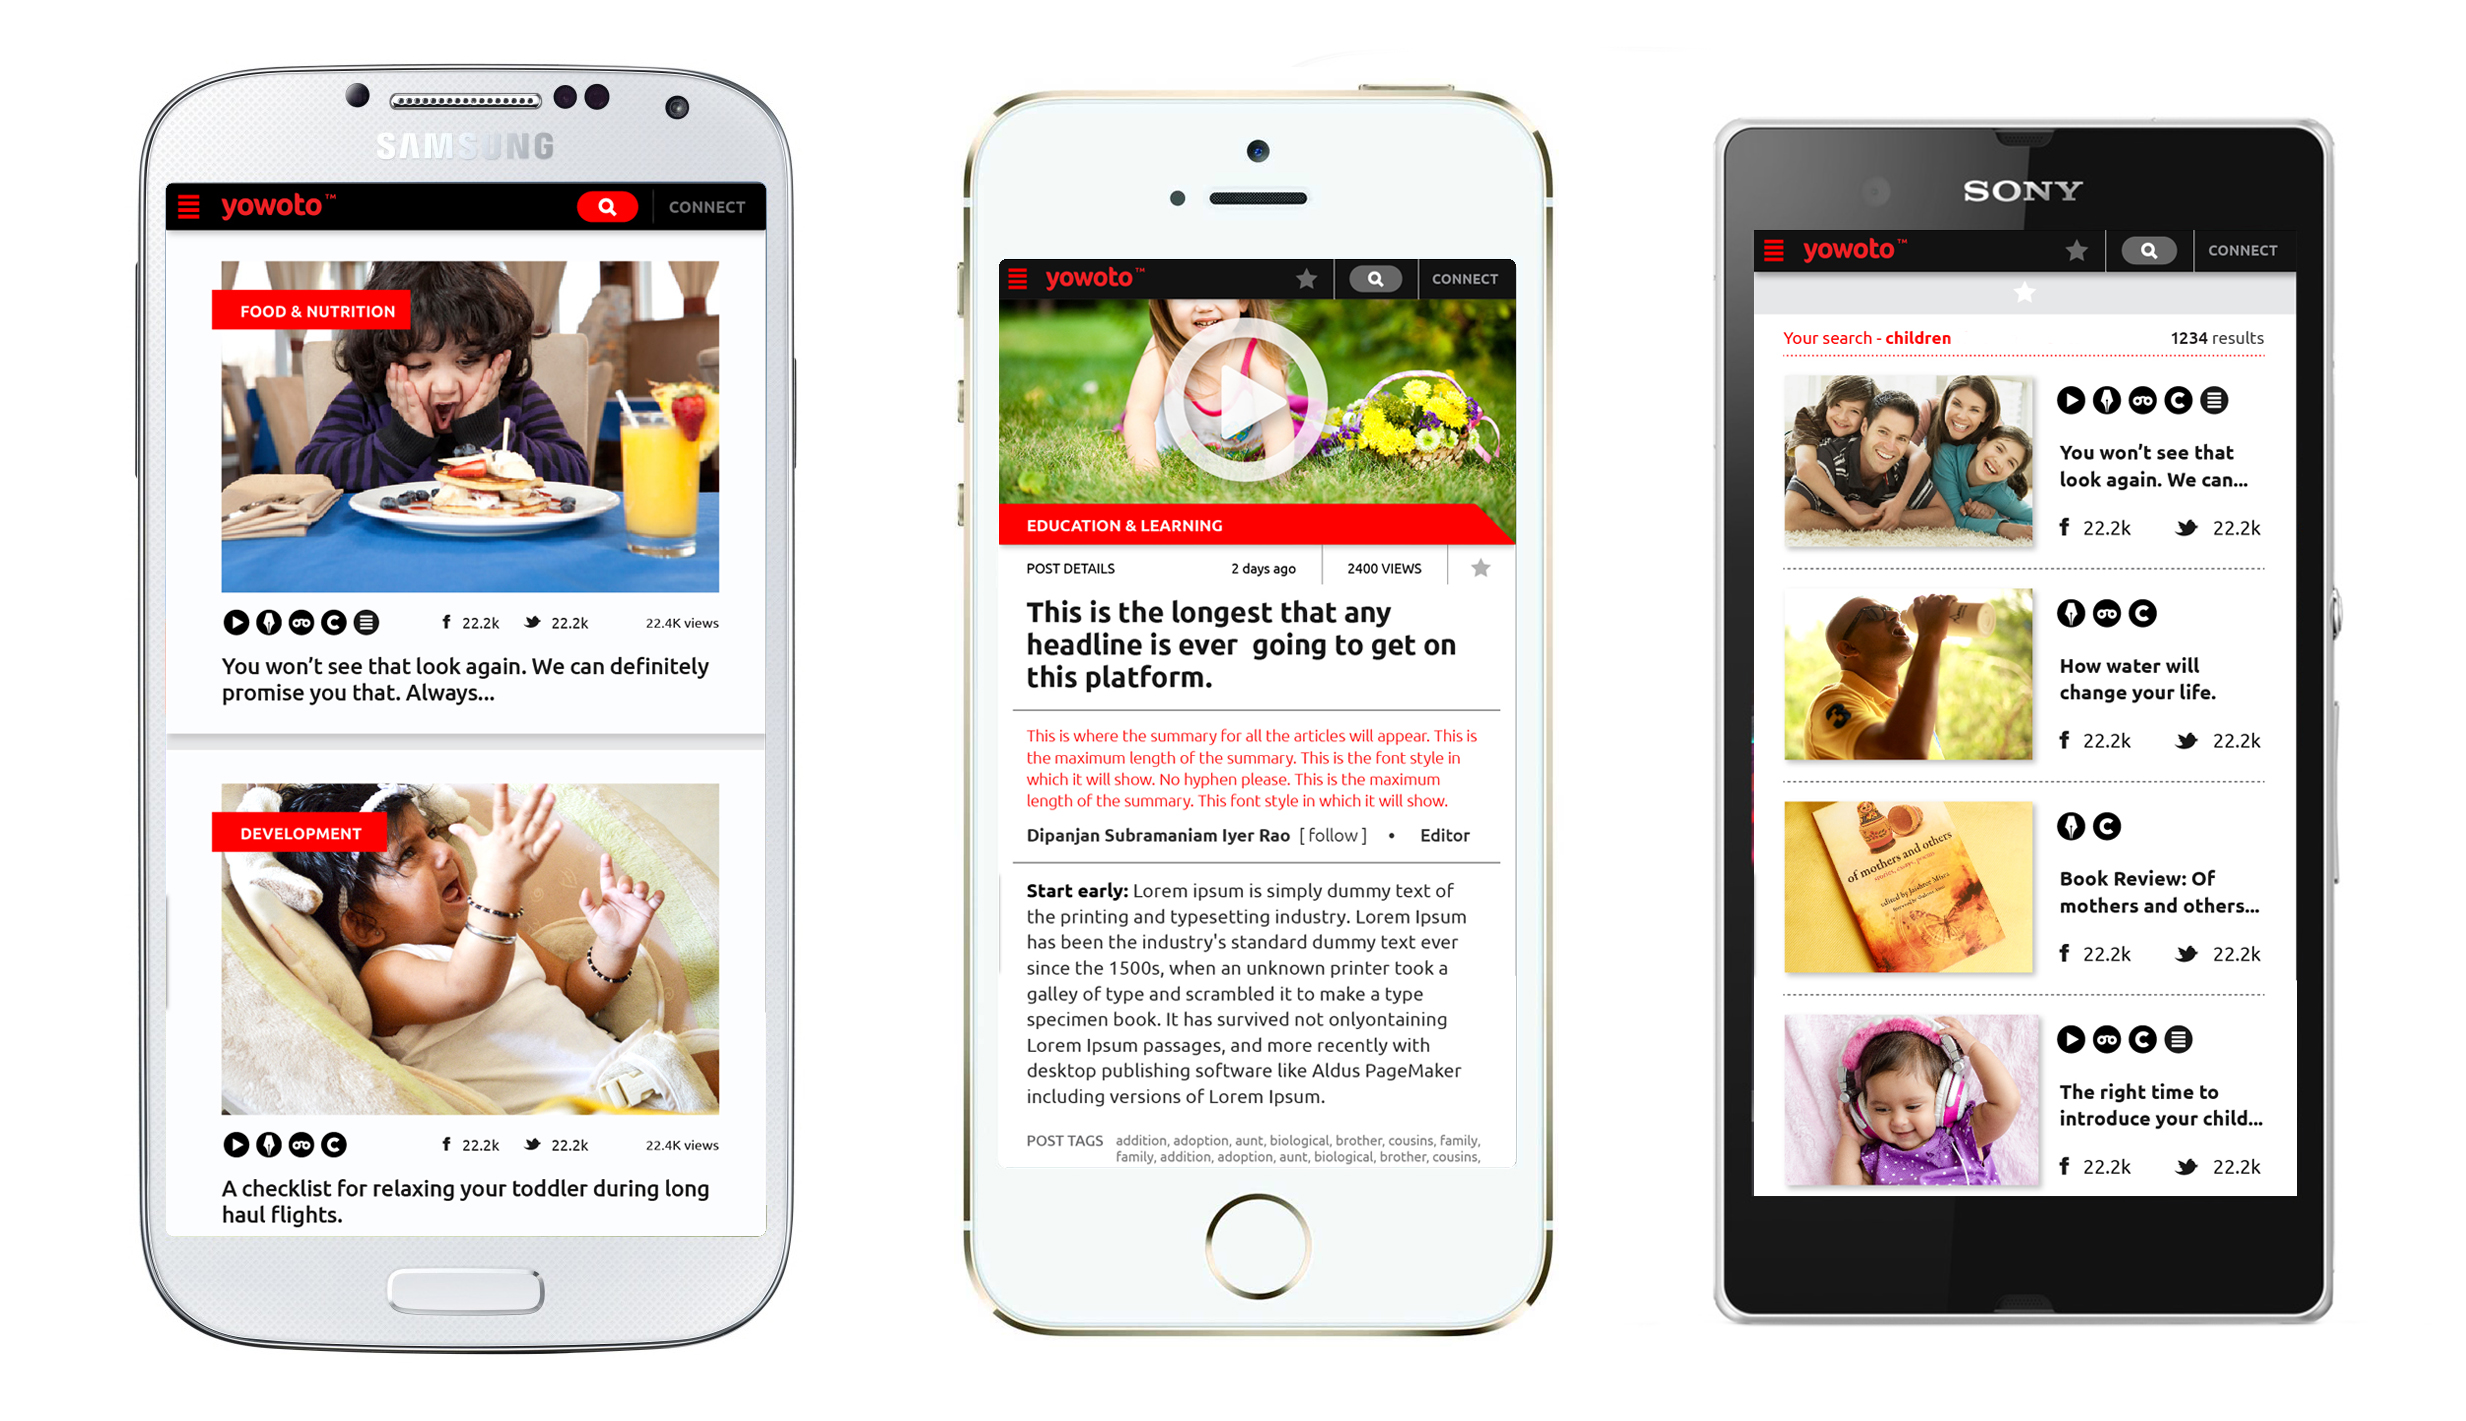 SAMSUNG
yowoto™
CONNECT
FOOD & NUTRITION
f 22.2k 22.2k 22.4K views
You won't see that look again. We can definitely
promise you that. Always...
DEVELOPMENT
f 22.2k 22.2k 22.4K views
A checklist for relaxing your toddler during long
haul flights.
yowoto™
CONNECT
EDUCATION & LEARNING
POST DETAILS 2 days ago 2400 VIEWS
This is the longest that any
headline is ever going to get on
this platform.
This is where the summary for all the articles will appear. This is
the maximum length of the summary. This is the font style in
which it will show. No hyphen please. This is the maximum
length of the summary. This font style in which it will show.
Dipanjan Subramaniam Iyer Rao [ follow ] • Editor
Start early: Lorem ipsum is simply dummy text of
the printing and typesetting industry. Lorem Ipsum
has been the industry's standard dummy text ever
since the 1500s, when an unknown printer took a
galley of type and scrambled it to make a type
specimen book. It has survived not onlyontaining
Lorem Ipsum passages, and more recently with
desktop publishing software like Aldus PageMaker
including versions of Lorem Ipsum.
POST TAGS addition, adoption, aunt, biological, brother, cousins, family,
family, addition, adoption, aunt, biological, brother, cousins,
SONY
yowoto™
CONNECT
Your search - children 1234 results
You won't see that
look again. We can...
f 22.2k 22.2k
3
How water will
change your life.
f 22.2k 22.2k
of mothers and others
stories, essays, poems
edited by Jaishree Misra
Book Review: Of
mothers and others...
f 22.2k 22.2k
The right time to
introduce your child...
f 22.2k 22.2k